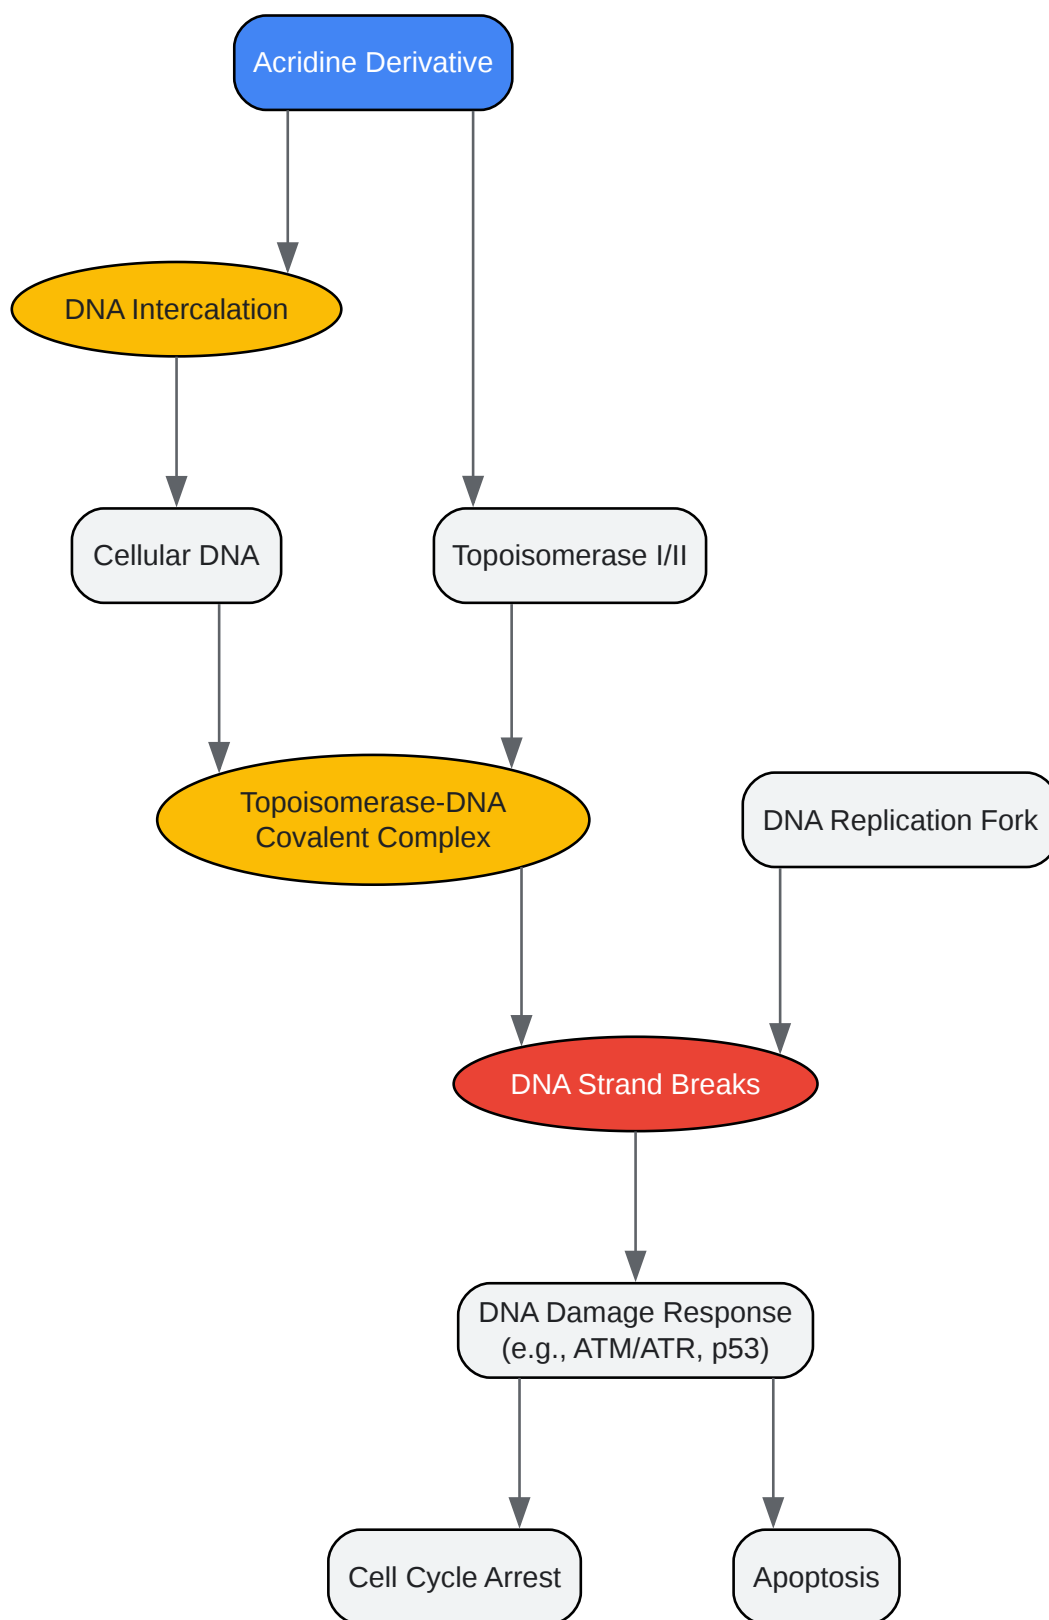 Acridine Derivative
DNA Intercalation
Cellular DNA
Topoisomerase I/II
Topoisomerase-DNA
Covalent Complex
DNA Replication Fork
DNA Strand Breaks
DNA Damage Response
(e.g., ATM/ATR, p53)
Cell Cycle Arrest
Apoptosis